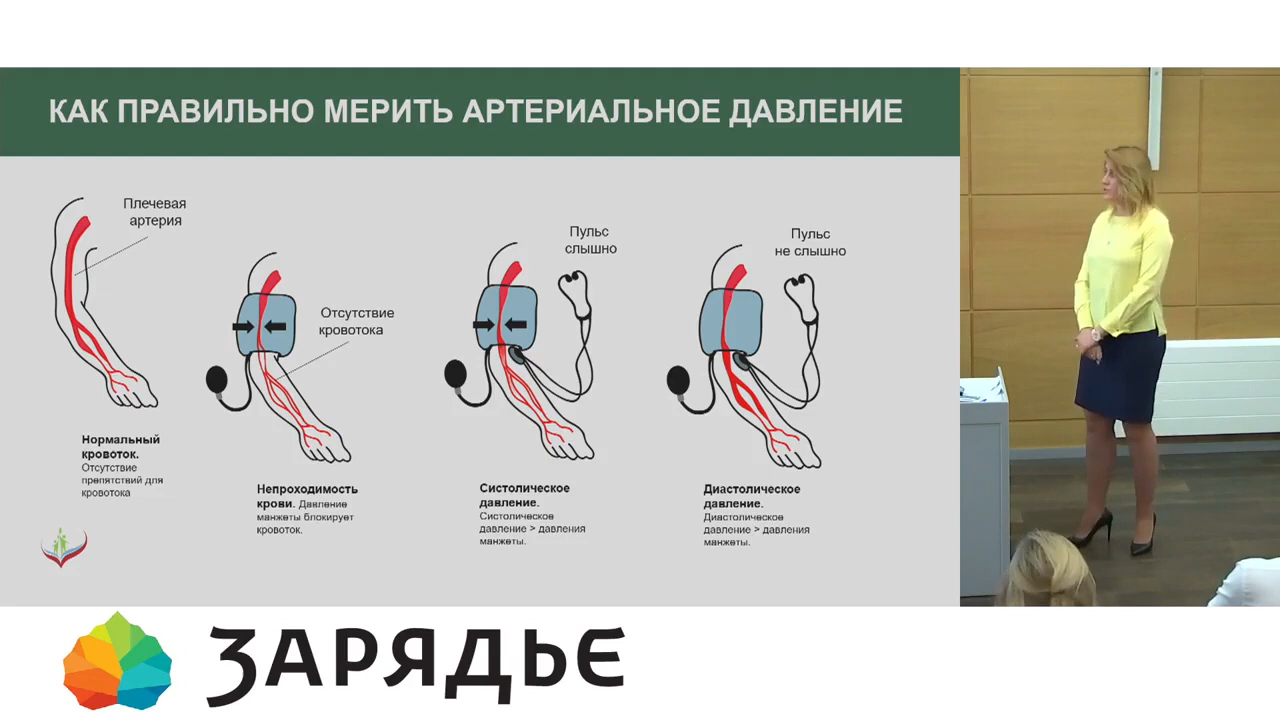 КАК ПРАВИЛЬНО МЕРИТЬ АРТЕРИАЛЬНОЕ ДАВЛЕНИЕ
Плечевая
артерия
Отсутствие
кровотока
Пульс
слышно
Пульс
не слышно
Нормальный
кровоток.
Отсутствие
препятствий для
кровотока
Непроходимость
крови. Давление
манжеты блокирует
кровоток.
Систолическое
давление.
Систолическое
давление > давления
манжеты.
Диастолическое
давление.
Диастолическое
давление > давления
манжеты.
ЗАРЯДЬЕ